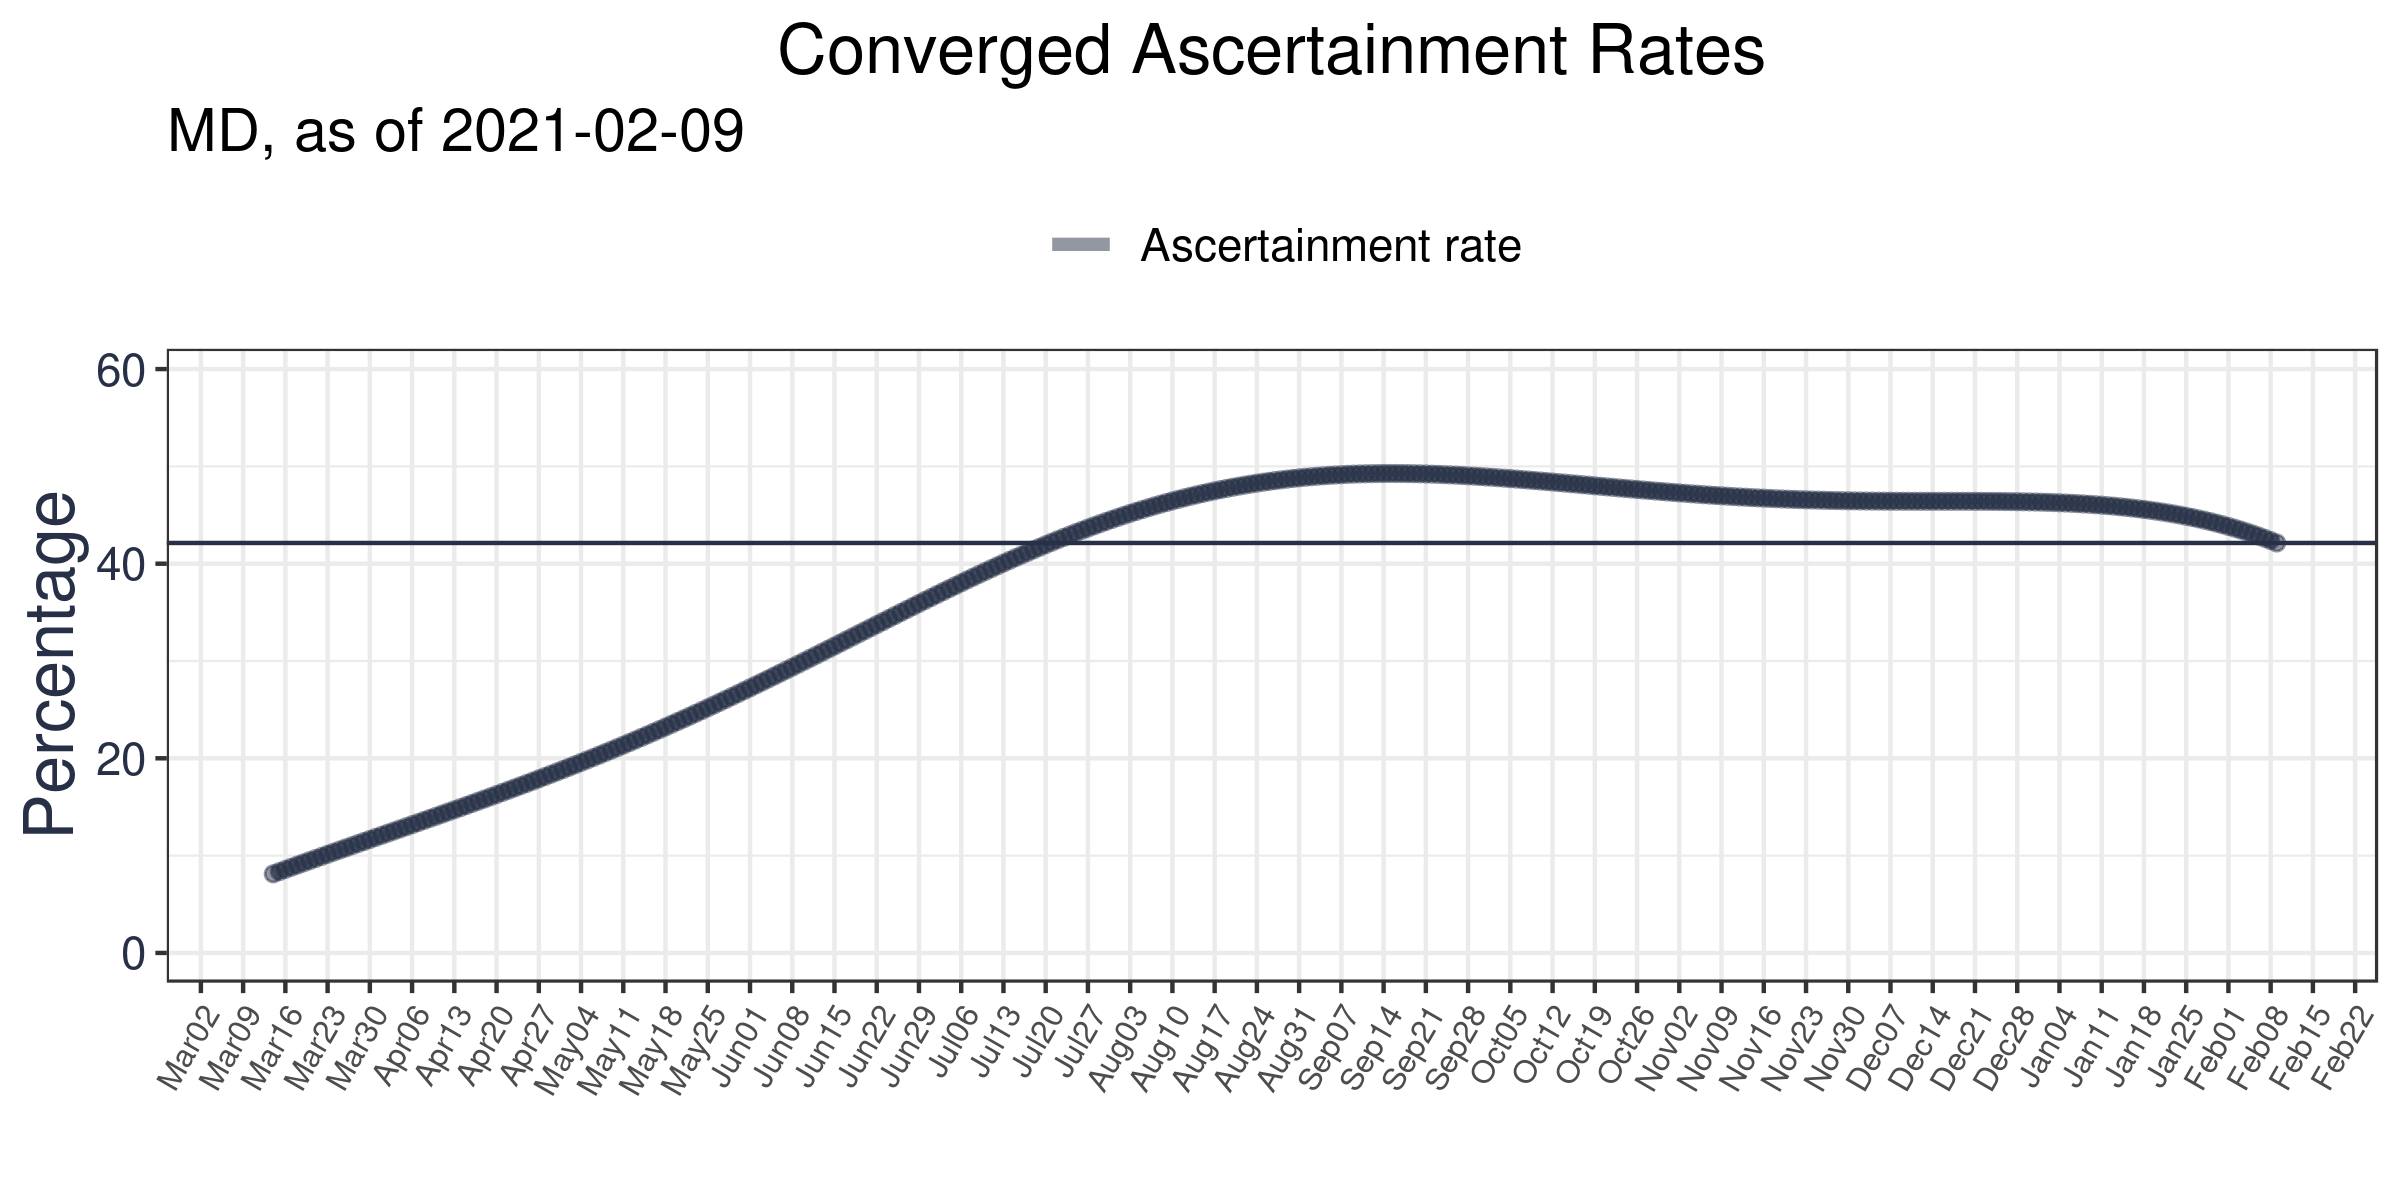 Converged Ascertainment Rates
MD, as of 2021-02-09
Ascertainment rate
Percentage
60
40
20
0
Mar02 Mar09 Mar16 Mar23 Mar30 Apr06 Apr13 Apr20 Apr27 May04 May11 May18 May25 Jun01 Jun08 Jun15 Jun22 Jun29 Jul06 Jul13 Jul20 Jul27 Aug03 Aug10 Aug17 Aug24 Aug31 Sep07 Sep14 Sep21 Sep28 Oct05 Oct12 Oct19 Oct26 Nov02 Nov09 Nov16 Nov23 Nov30 Dec07 Dec14 Dec21 Dec28 Jan04 Jan11 Jan18 Jan25 Feb01 Feb08 Feb15 Feb22